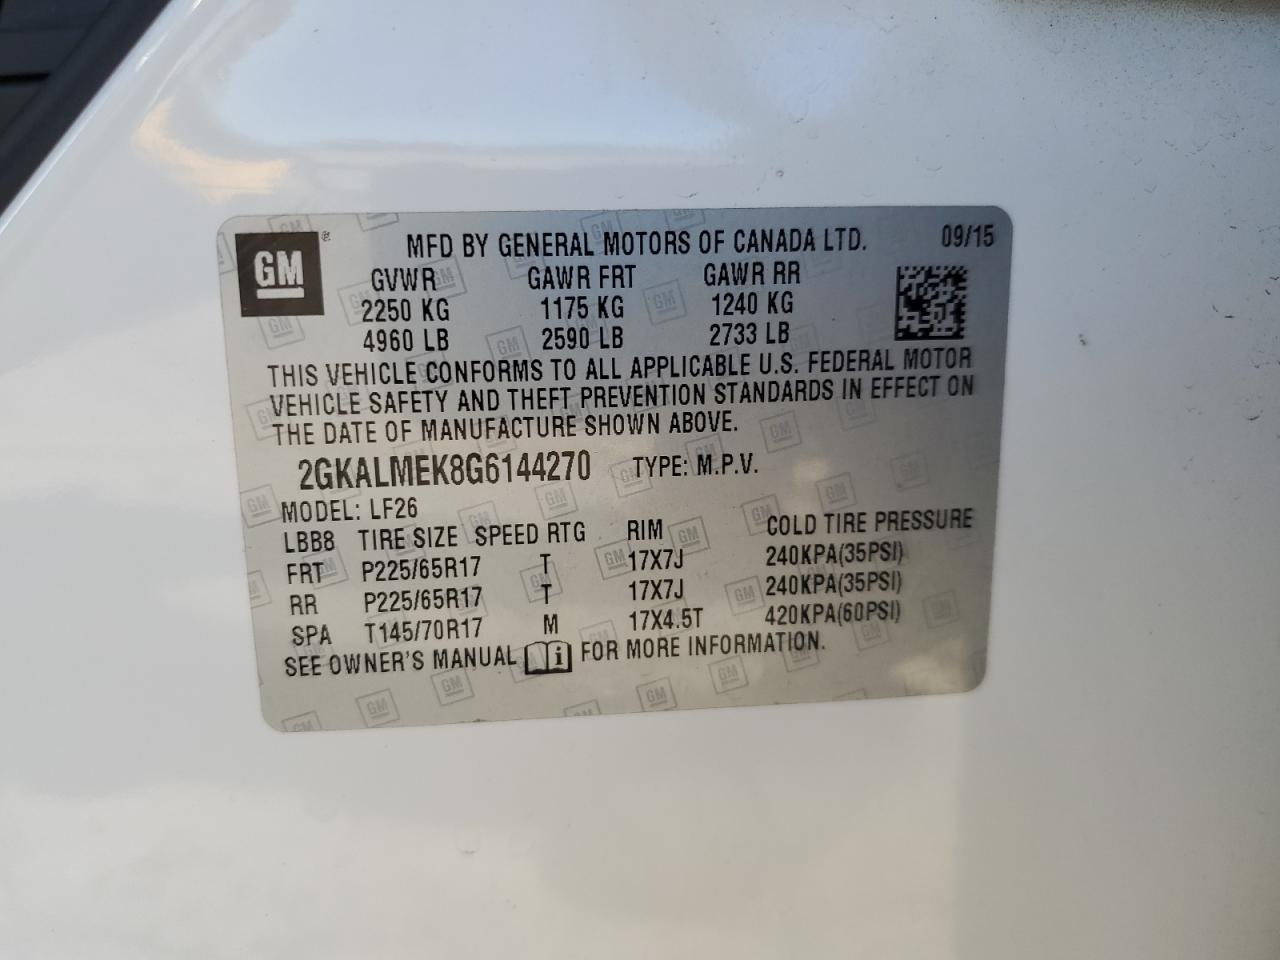 GM ® MFD BY GENERAL MOTORS OF CANADA LTD. 09/15
GVWR GAWR FRT GAWR RR
2250 KG 1175 KG 1240 KG
4960 LB 2590 LB 2733 LB
THIS VEHICLE CONFORMS TO ALL APPLICABLE U.S. FEDERAL MOTOR
VEHICLE SAFETY AND THEFT PREVENTION STANDARDS IN EFFECT ON
THE DATE OF MANUFACTURE SHOWN ABOVE.
2GKALMEK8G6144270 TYPE: M.P.V.
MODEL: LF26
LBB8 TIRE SIZE SPEED RTG RIM COLD TIRE PRESSURE
FRT P225/65R17 T 17X7J 240KPA(35PSI)
RR P225/65R17 T 17X7J 240KPA(35PSI)
SPA T145/70R17 M 17X4.5T 420KPA(60PSI)
SEE OWNER'S MANUAL i FOR MORE INFORMATION.